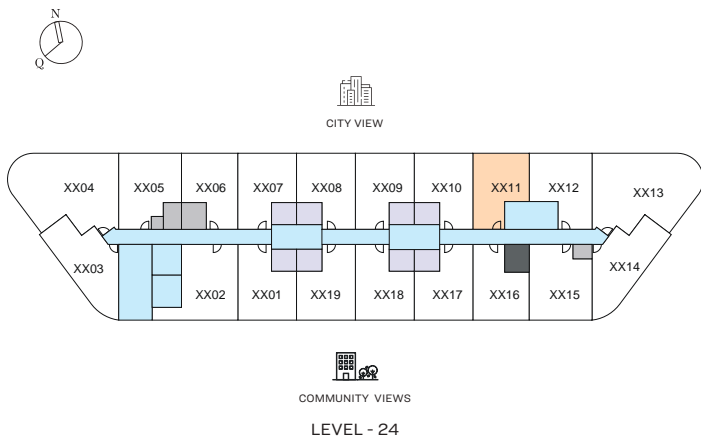 N
Q
CITY VIEW
XX04
XX05
XX06
XX07
XX08
XX09
XX10
XX11
XX12
XX13
XX03
XX02
XX01
XX19
XX18
XX17
XX16
XX15
XX14
COMMUNITY VIEWS
LEVEL - 24